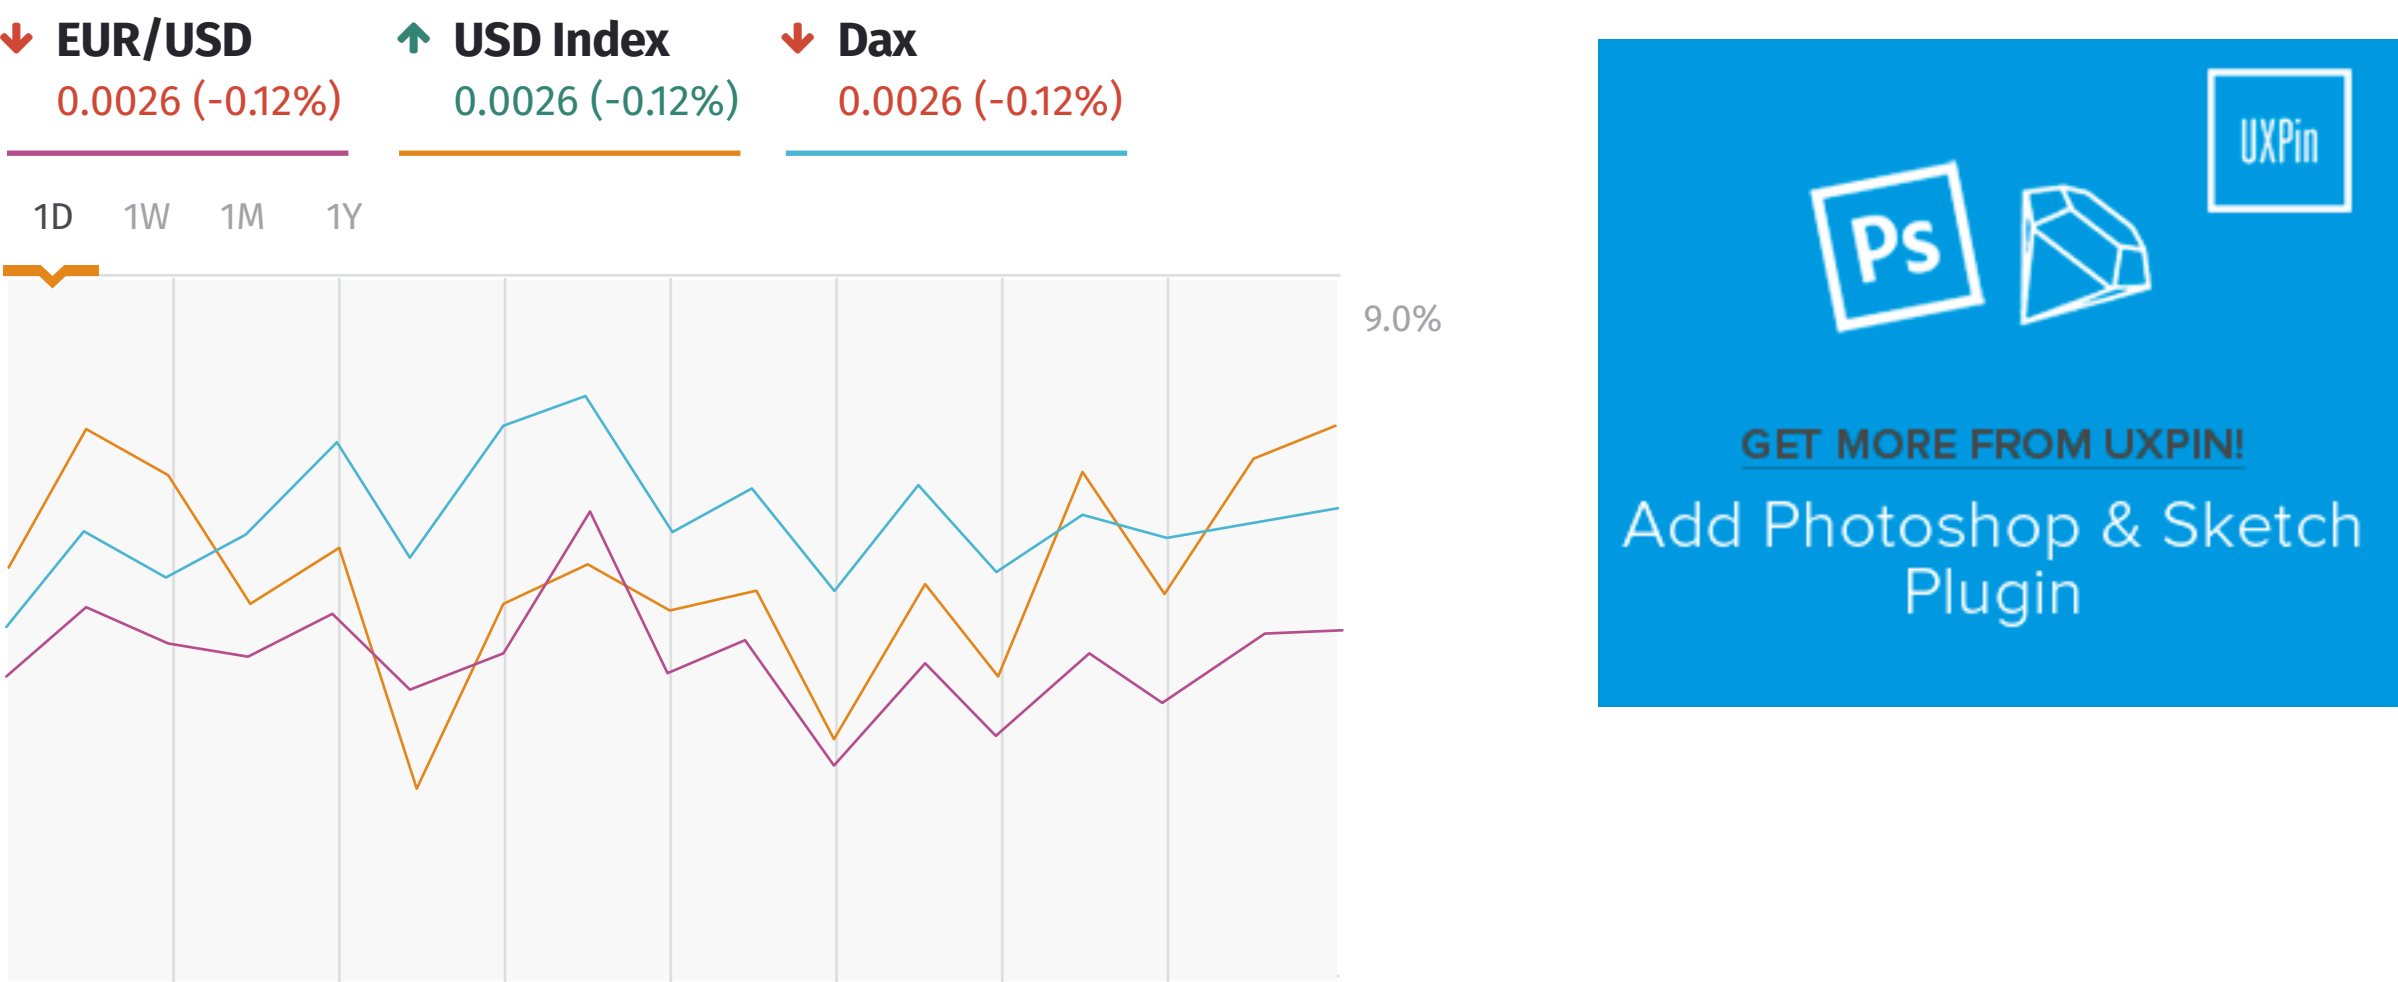 EUR/USD
0.0026 (-0.12%)
USD Index
0.0026 (-0.12%)
Dax
0.0026 (-0.12%)
1D 1W 1M 1Y
9.0%
UXPin
Ps
GET MORE FROM UXPIN!
Add Photoshop & Sketch
Plugin